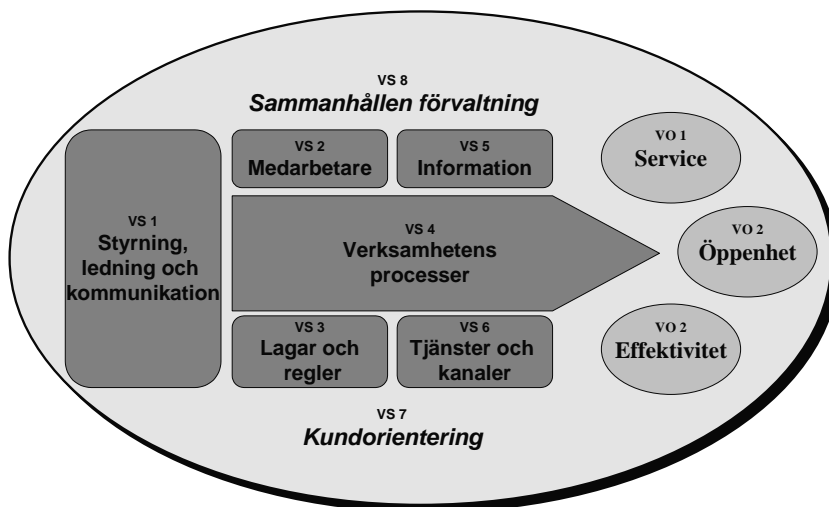 VS 8
Sammanhållen förvaltning
VS 1
Styrning,
ledning och
kommunikation
VS 2
Medarbetare
VS 5
Information
VS 4
Verksamhetens
processer
VS 3
Lagar och
regler
VS 6
Tjänster och
kanaler
VO 1
Service
VO 2
Öppenhet
VO 2
Effektivitet
VS 7
Kundorientering